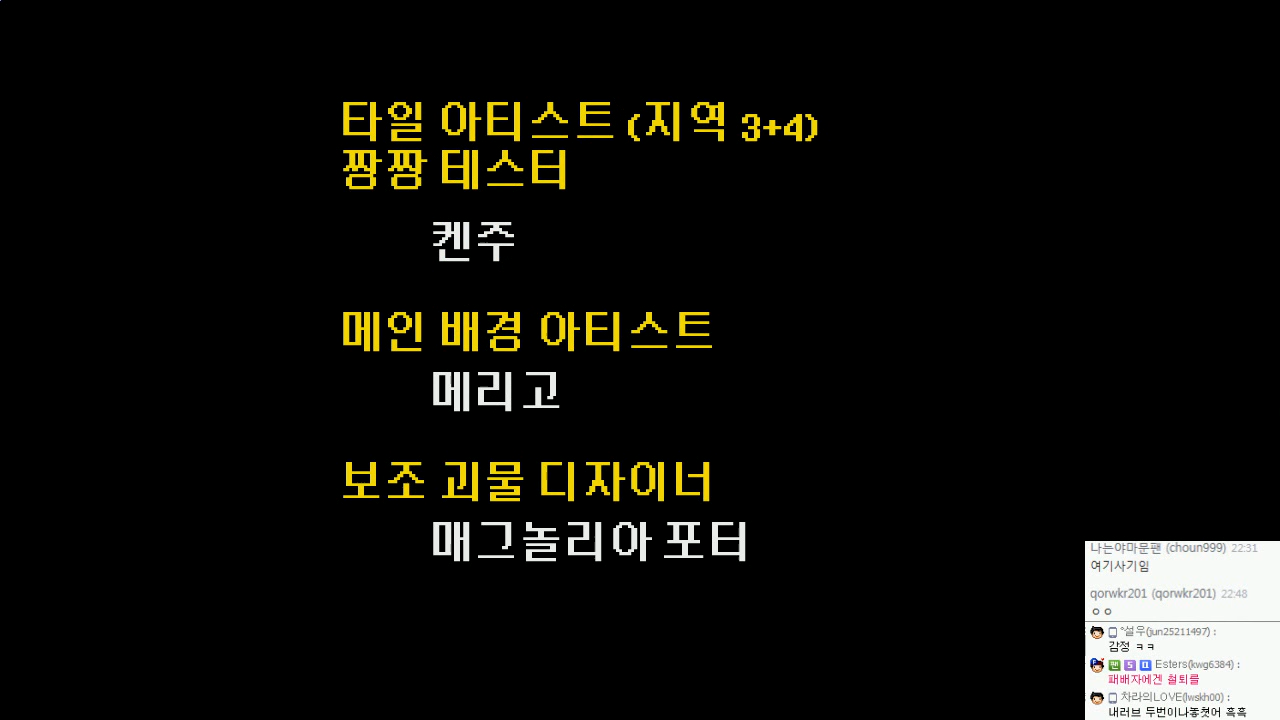 타일 아티스트 (지역 3+4)
짱짱 테스터
켄주
메인 배경 아티스트
메리고
보조 괴물 디자이너
매그놀리아 포터
나는야마문팬 (choun999) 22:31
여기사기임
qorwkr201 (qorwkr201) 22:48
ㅇㅇ
°설우(jun25211497) :
감정 ㅋㅋ
팬 5 Esters(kwg6384) :
패배자에겐 철퇴를
차라의LOVE(lwskh00) :
내러브 두번이나놓쳣어 흑흑